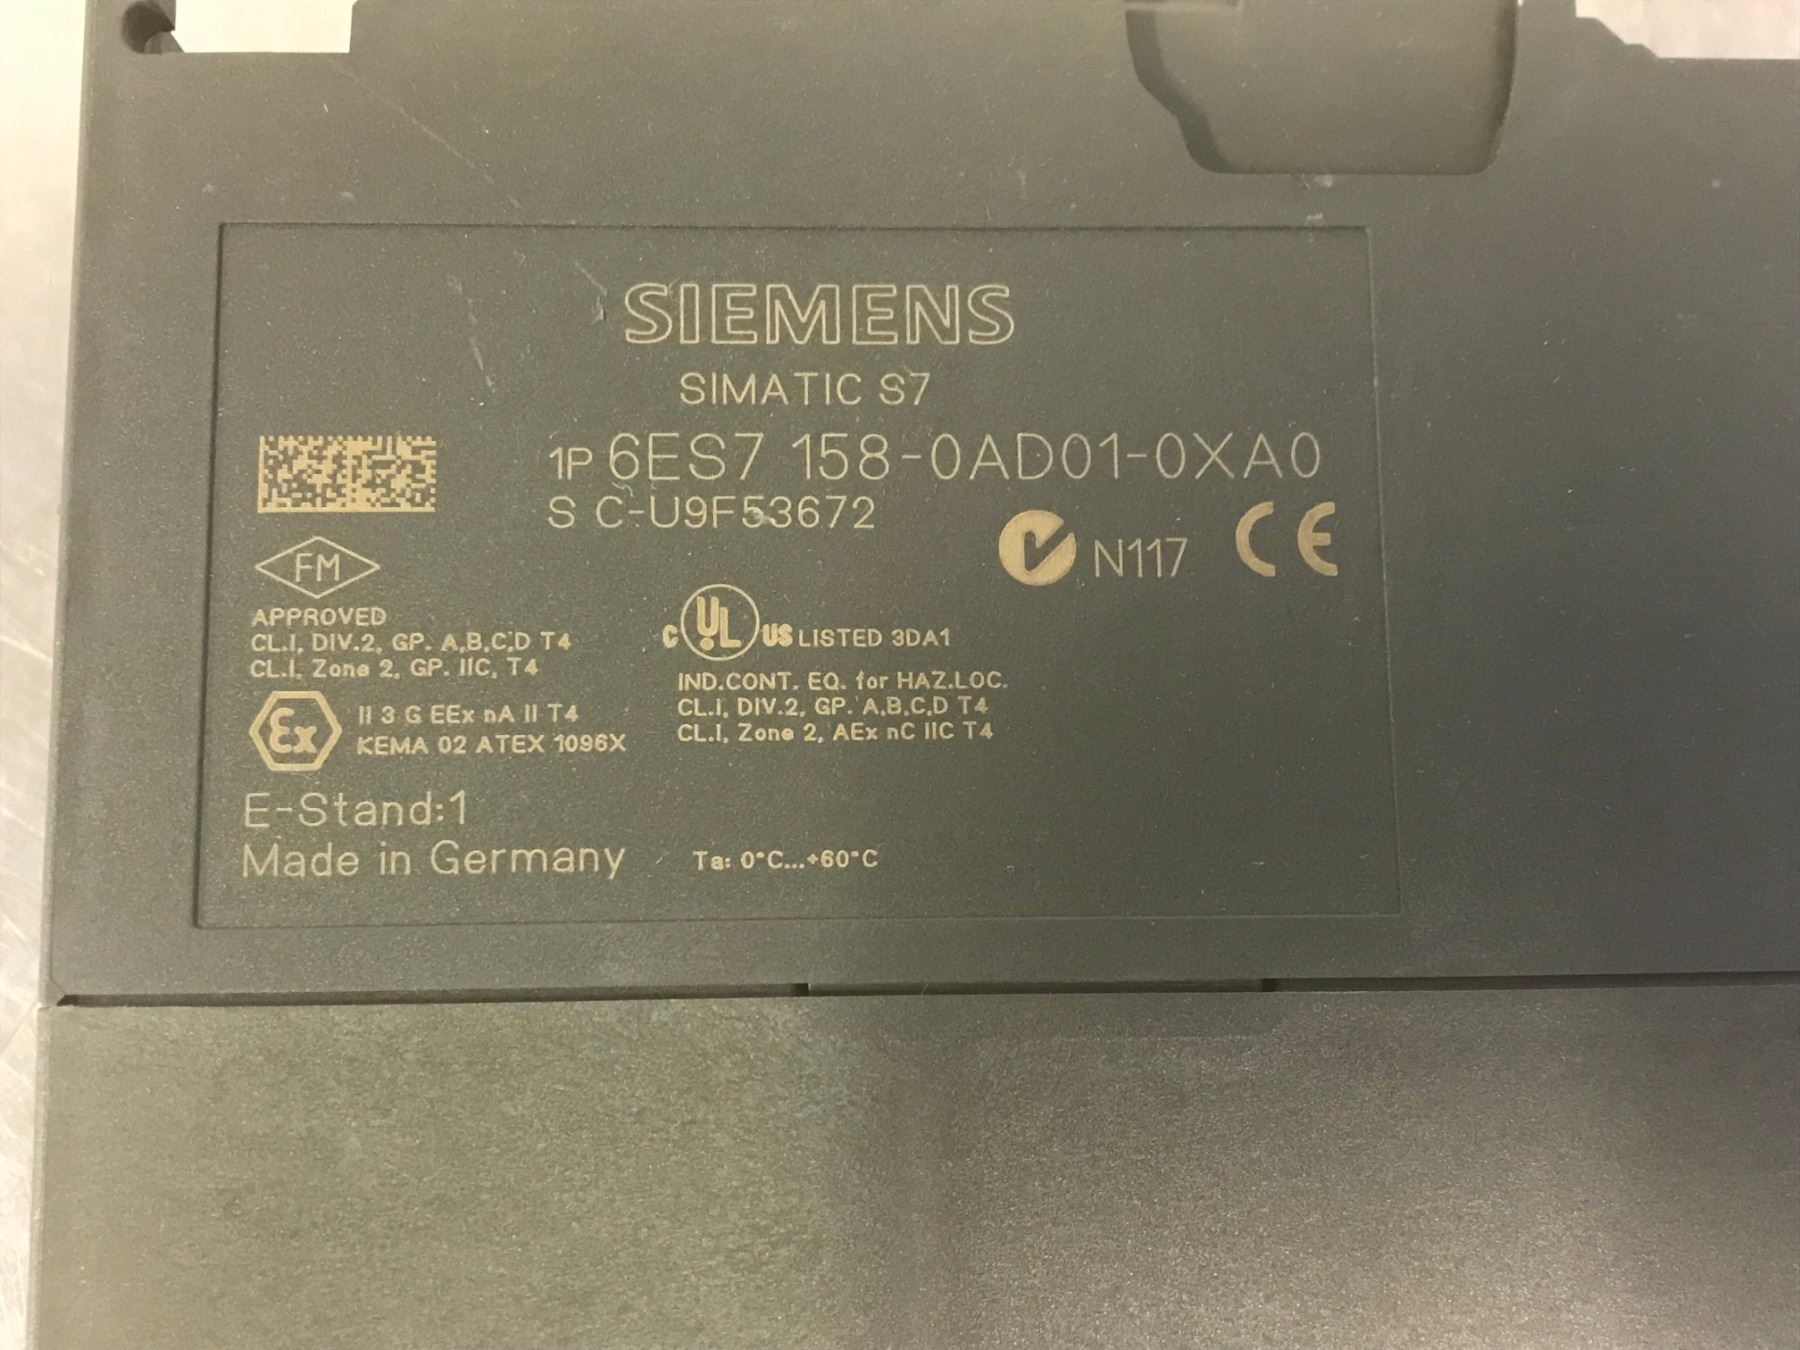 SIEMENS
SIMATIC S7
1P 6ES7 158-0AD01-0XA0
S C-U9F53672
N117 CE
FM
APPROVED
CL.I, DIV.2, GP. A,B,C,D T4
CL.I, Zone 2, GP. IIC, T4
Ex
II 3 G EEx nA II T4
KEMA 02 ATEX 1096X
C UL US LISTED 3DA1
IND.CONT. EQ. for HAZ.LOC.
CL.I, DIV.2, GP. A,B,C,D T4
CL.I, Zone 2, AEx nC IIC T4
E-Stand:1
Made in Germany
Ta: 0°C...+60°C